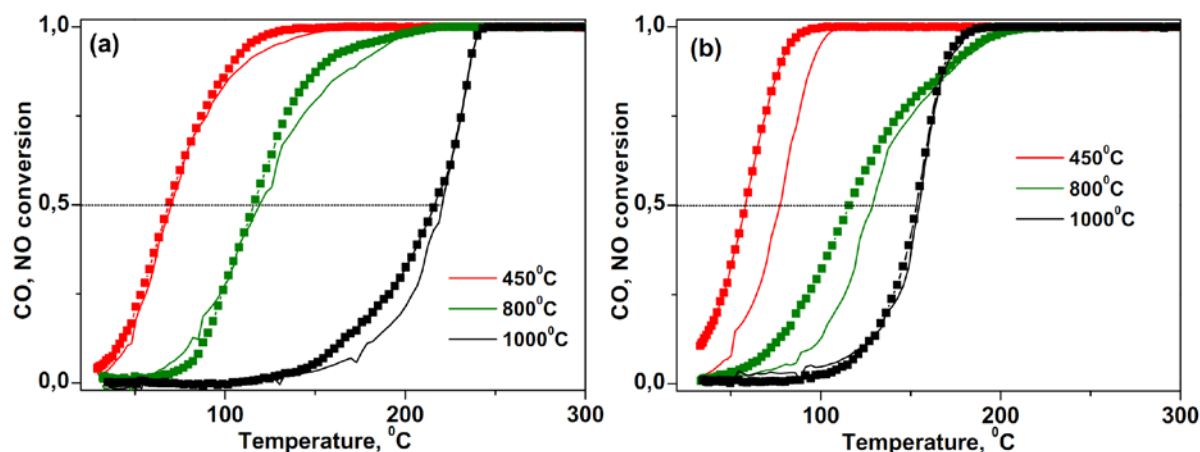 (a)
CO, NO conversion
1,0
0,5
0,0
450⁰C
800⁰C
1000⁰C
100
200
300
Temperature, ⁰C
(b)
CO, NO conversion
1,0
0,5
0,0
450⁰C
800⁰C
1000⁰C
100
200
300
Temperature, ⁰C